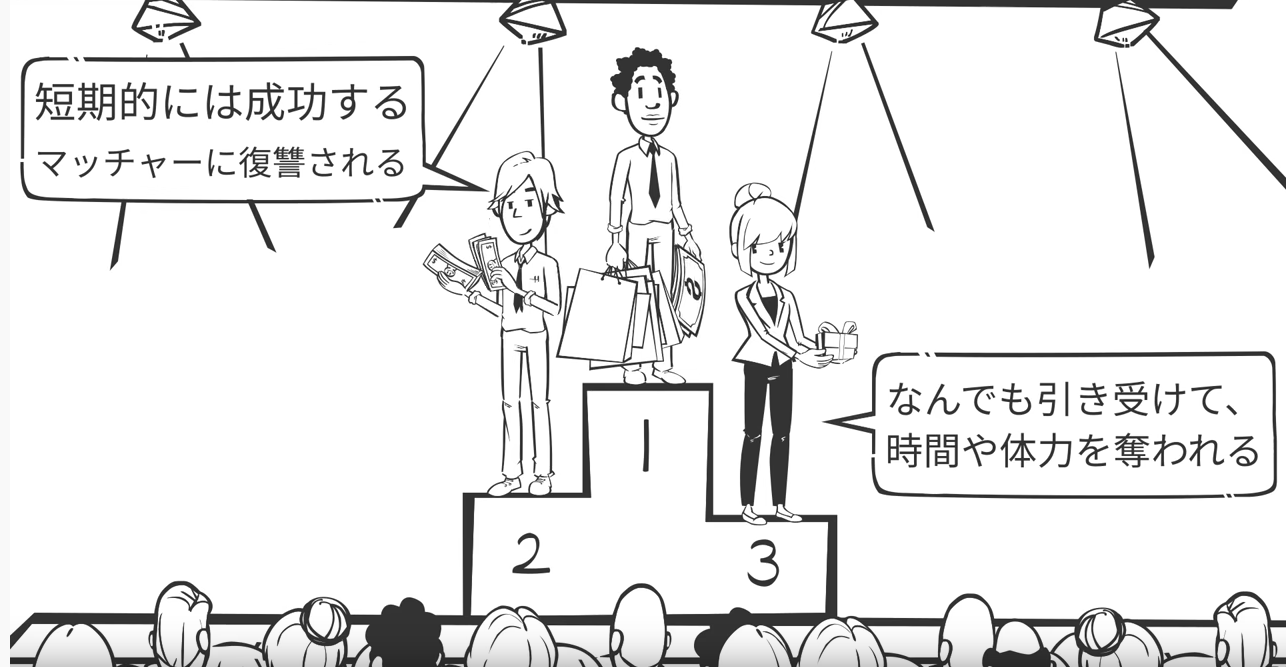 短期的には成功する
マッチャーに復讐される
なんでも引き受けて、
時間や体力を奪われる
1
2
3